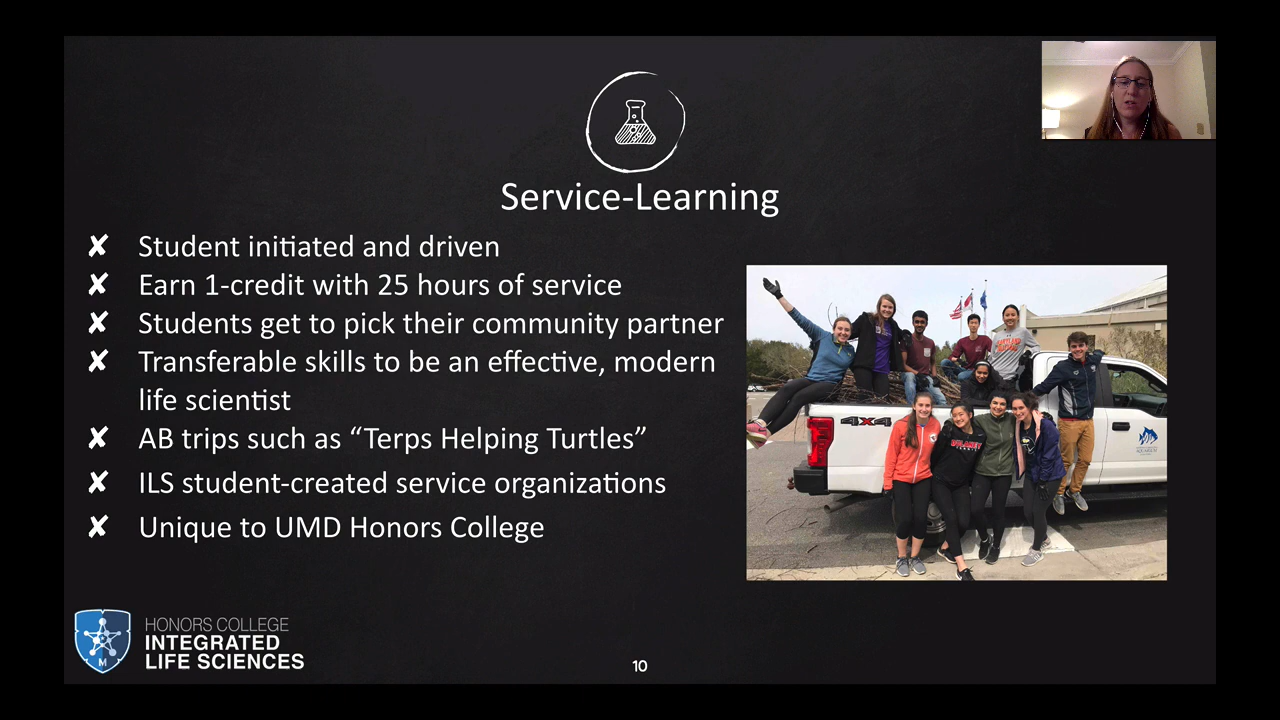 Service-Learning
✘ Student initiated and driven
✘ Earn 1-credit with 25 hours of service
✘ Students get to pick their community partner
✘ Transferable skills to be an effective, modern
life scientist
✘ AB trips such as “Terps Helping Turtles”
✘ ILS student-created service organizations
✘ Unique to UMD Honors College
4X4
M
HONORS COLLEGE
INTEGRATED
LIFE SCIENCES
10